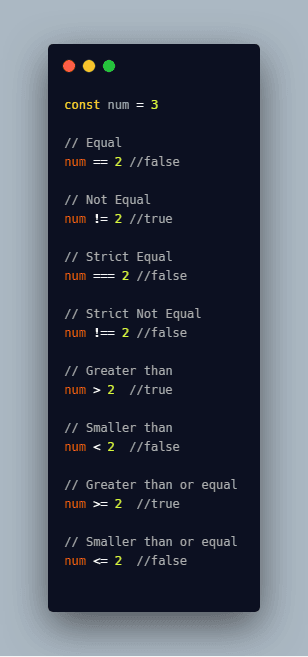 const num = 3
// Equal
num == 2 //false
// Not Equal
num != 2 //true
// Strict Equal
num === 2 //false
// Strict Not Equal
num !== 2 //false
// Greater than
num > 2  //true
// Smaller than
num < 2  //false
// Greater than or equal
num >= 2  //true
// Smaller than or equal
num <= 2  //false